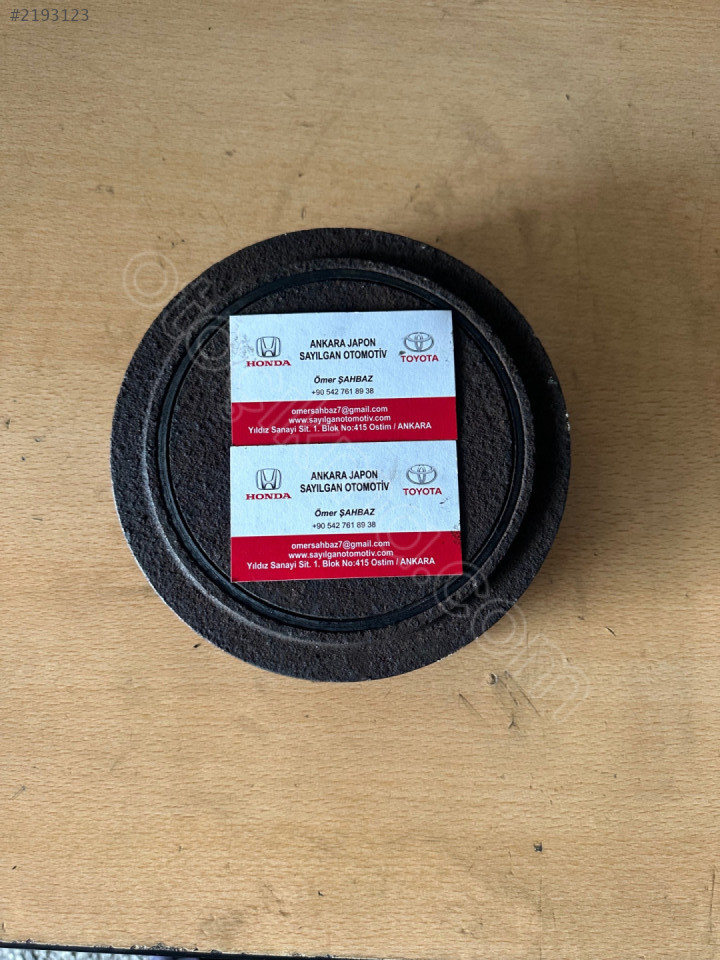 #2193123
HONDA
ANKARA JAPON
SAYILGAN OTOMOTİV
TOYOTA
Ömer ŞAHBAZ
+90 542 761 89 38
omersahbaz7@gmail.com
www.sayılganotomotiv.com
Yıldız Sanayi Sit. 1. Blok No:415 Ostim / ANKARA
HONDA
ANKARA JAPON
SAYILGAN OTOMOTİV
TOYOTA
Ömer ŞAHBAZ
+90 542 761 89 38
omersahbaz7@gmail.com
www.sayılganotomotiv.com
Yıldız Sanayi Sit. 1. Blok No:415 Ostim / ANKARA